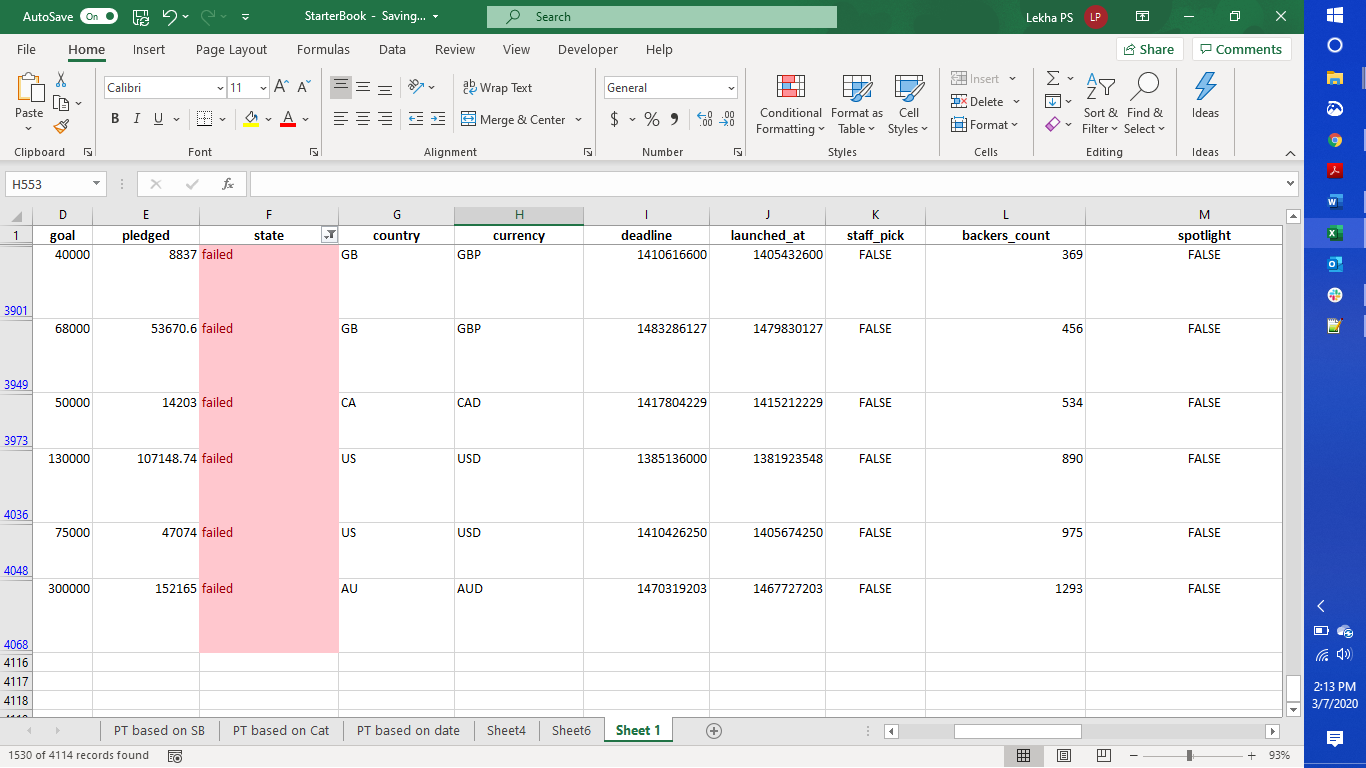 AutoSave On StarterBook - Saving... Search Lekha PS LP
File Home Insert Page Layout Formulas Data Review View Developer Help Share Comments
Calibri 11 Wrap Text General Insert
Paste B I U Merge & Center $ % Conditional Formatting Format as Table Cell Styles Delete Sort & Filter Find & Select Ideas
Format
Clipboard Font Alignment Number Styles Cells Editing Ideas
H553 fx
D E F G H I J K L M
1 goal pledged state country currency deadline launched_at staff_pick backers_count spotlight
3901 40000 8837 failed GB GBP 1410616600 1405432600 FALSE 369 FALSE
3949 68000 53670.6 failed GB GBP 1483286127 1479830127 FALSE 456 FALSE
3973 50000 14203 failed CA CAD 1417804229 1415212229 FALSE 534 FALSE
4036 130000 107148.74 failed US USD 1385136000 1381923548 FALSE 890 FALSE
4048 75000 47074 failed US USD 1410426250 1405674250 FALSE 975 FALSE
4068 300000 152165 failed AU AUD 1470319203 1467727203 FALSE 1293 FALSE
4116
4117
4118
PT based on SB PT based on Cat PT based on date Sheet4 Sheet6 Sheet 1
1530 of 4114 records found 93%
2:13 PM
3/7/2020